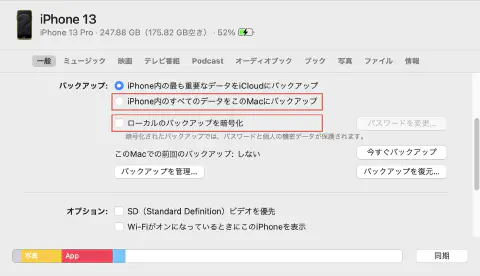 iPhone 13
iPhone 13 Pro · 247.88 GB（175.82 GB空き） · 52%
一般 ミュージック 映画 テレビ番組 Podcast オーディオブック ブック 写真 ファイル 情報
バックアップ: iPhone内の最も重要なデータをiCloudにバックアップ
iPhone内のすべてのデータをこのMacにバックアップ
ローカルのバックアップを暗号化 パスワードを変更...
暗号化されたバックアップでは、パスワードと個人の機密データが保護されます。
このMacでの前回のバックアップ: しない 今すぐバックアップ
バックアップを管理... バックアップを復元...
オプション: SD（Standard Definition）ビデオを優先
Wi-FiがオンになっているときにこのiPhoneを表示
写真 App 同期